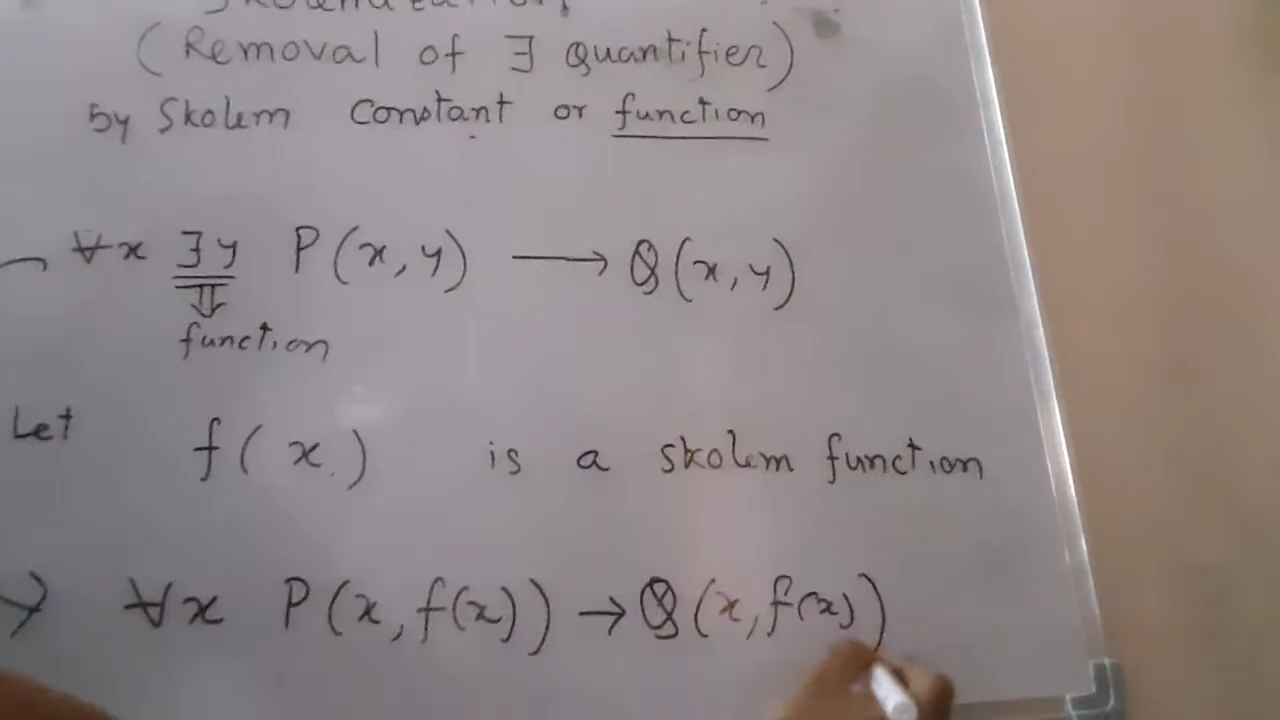 (Removal of ∃ Quantifier)
by Skolem Constant or function
∀x ∃y P(x,y) ⟶ Q(x,y)
⇓
function
Let f(x) is a skolem function
∀x P(x,f(x)) → Q(x,f(x))